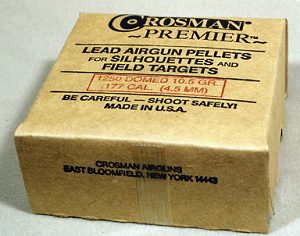 CROSMAN
~PREMIER~™
LEAD AIRGUN PELLETS
FOR SILHOUETTES AND
FIELD TARGETS
1250 DOMED 10.5 GR.
.177 CAL. (4.5 MM)
BE CAREFUL — SHOOT SAFELY!
MADE IN U.S.A.
CROSMAN AIRGUNS
EAST BLOOMFIELD, NEW YORK 14443